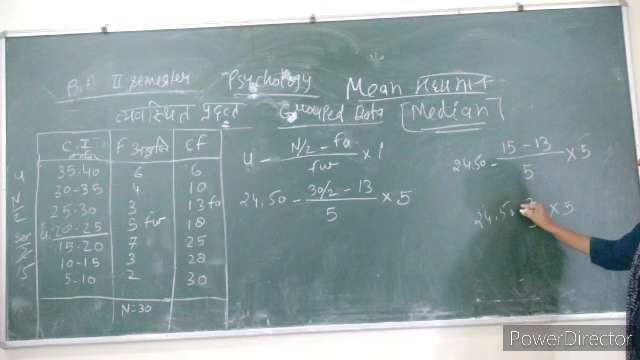 B.A II semester Psychology Mean मध्यमान
व्यवस्थित प्रदत्त Grouped Data Median
C.I F आवृत्ति cf
35-40 6 6
30-35 4 10
25-30 3 13 fa
20-25 5 fw 18
15-20 7 25
10-15 3 28
5-10 2 30
N=30
u - N/2 - fa / fw × i
24.50 - 30/2 - 13 / 5 × 5
24.50 - 15 - 13 / 5 × 5
24.50 × 5
PowerDirector